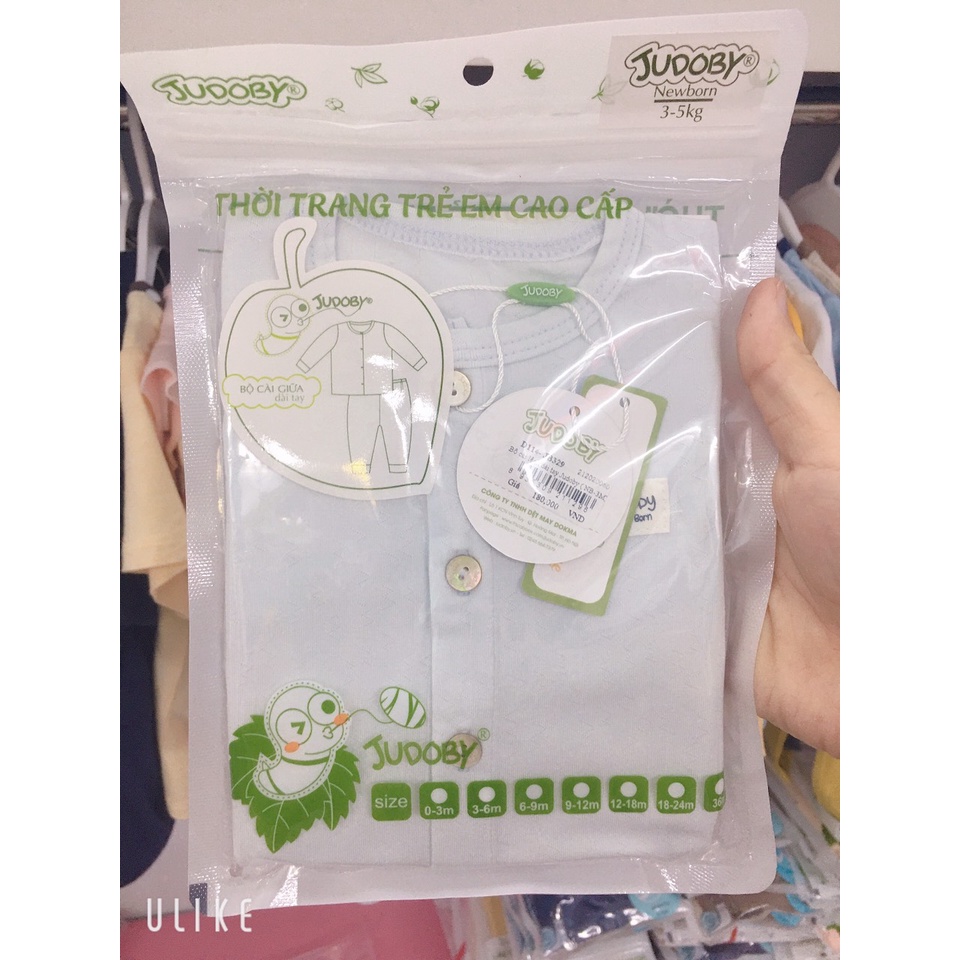 JUDOBY®
JUDOBY®
Newborn
3-5kg
THỜI TRANG TRẺ EM CAO CẤP
JUDOBY®
BỘ CÀI GIỮA
dài tay
JUDOBY
JUDOBY
Giá 180,000 VND
CÔNG TY TNHH DỆT MAY DOKMA
Born
JUDOBY®
size 0-3m 3-6m 6-9m 9-12m 12-18m 18-24m
ULIKE